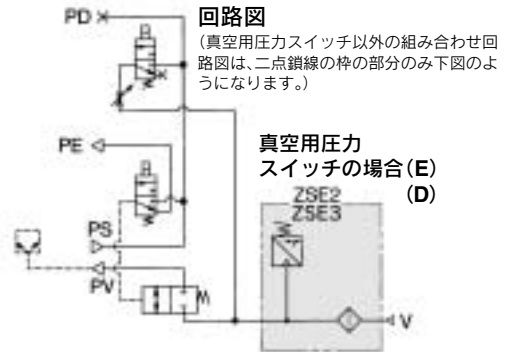 回路図
(真空用圧力スイッチ以外の組み合わせ回
路図は、二点鎖線の枠の部分のみ下図のよ
うになります。)
PD
PE
真空用圧力
スイッチの場合(E)
(D)
ZSE2
ZSE3
PS
PV
V